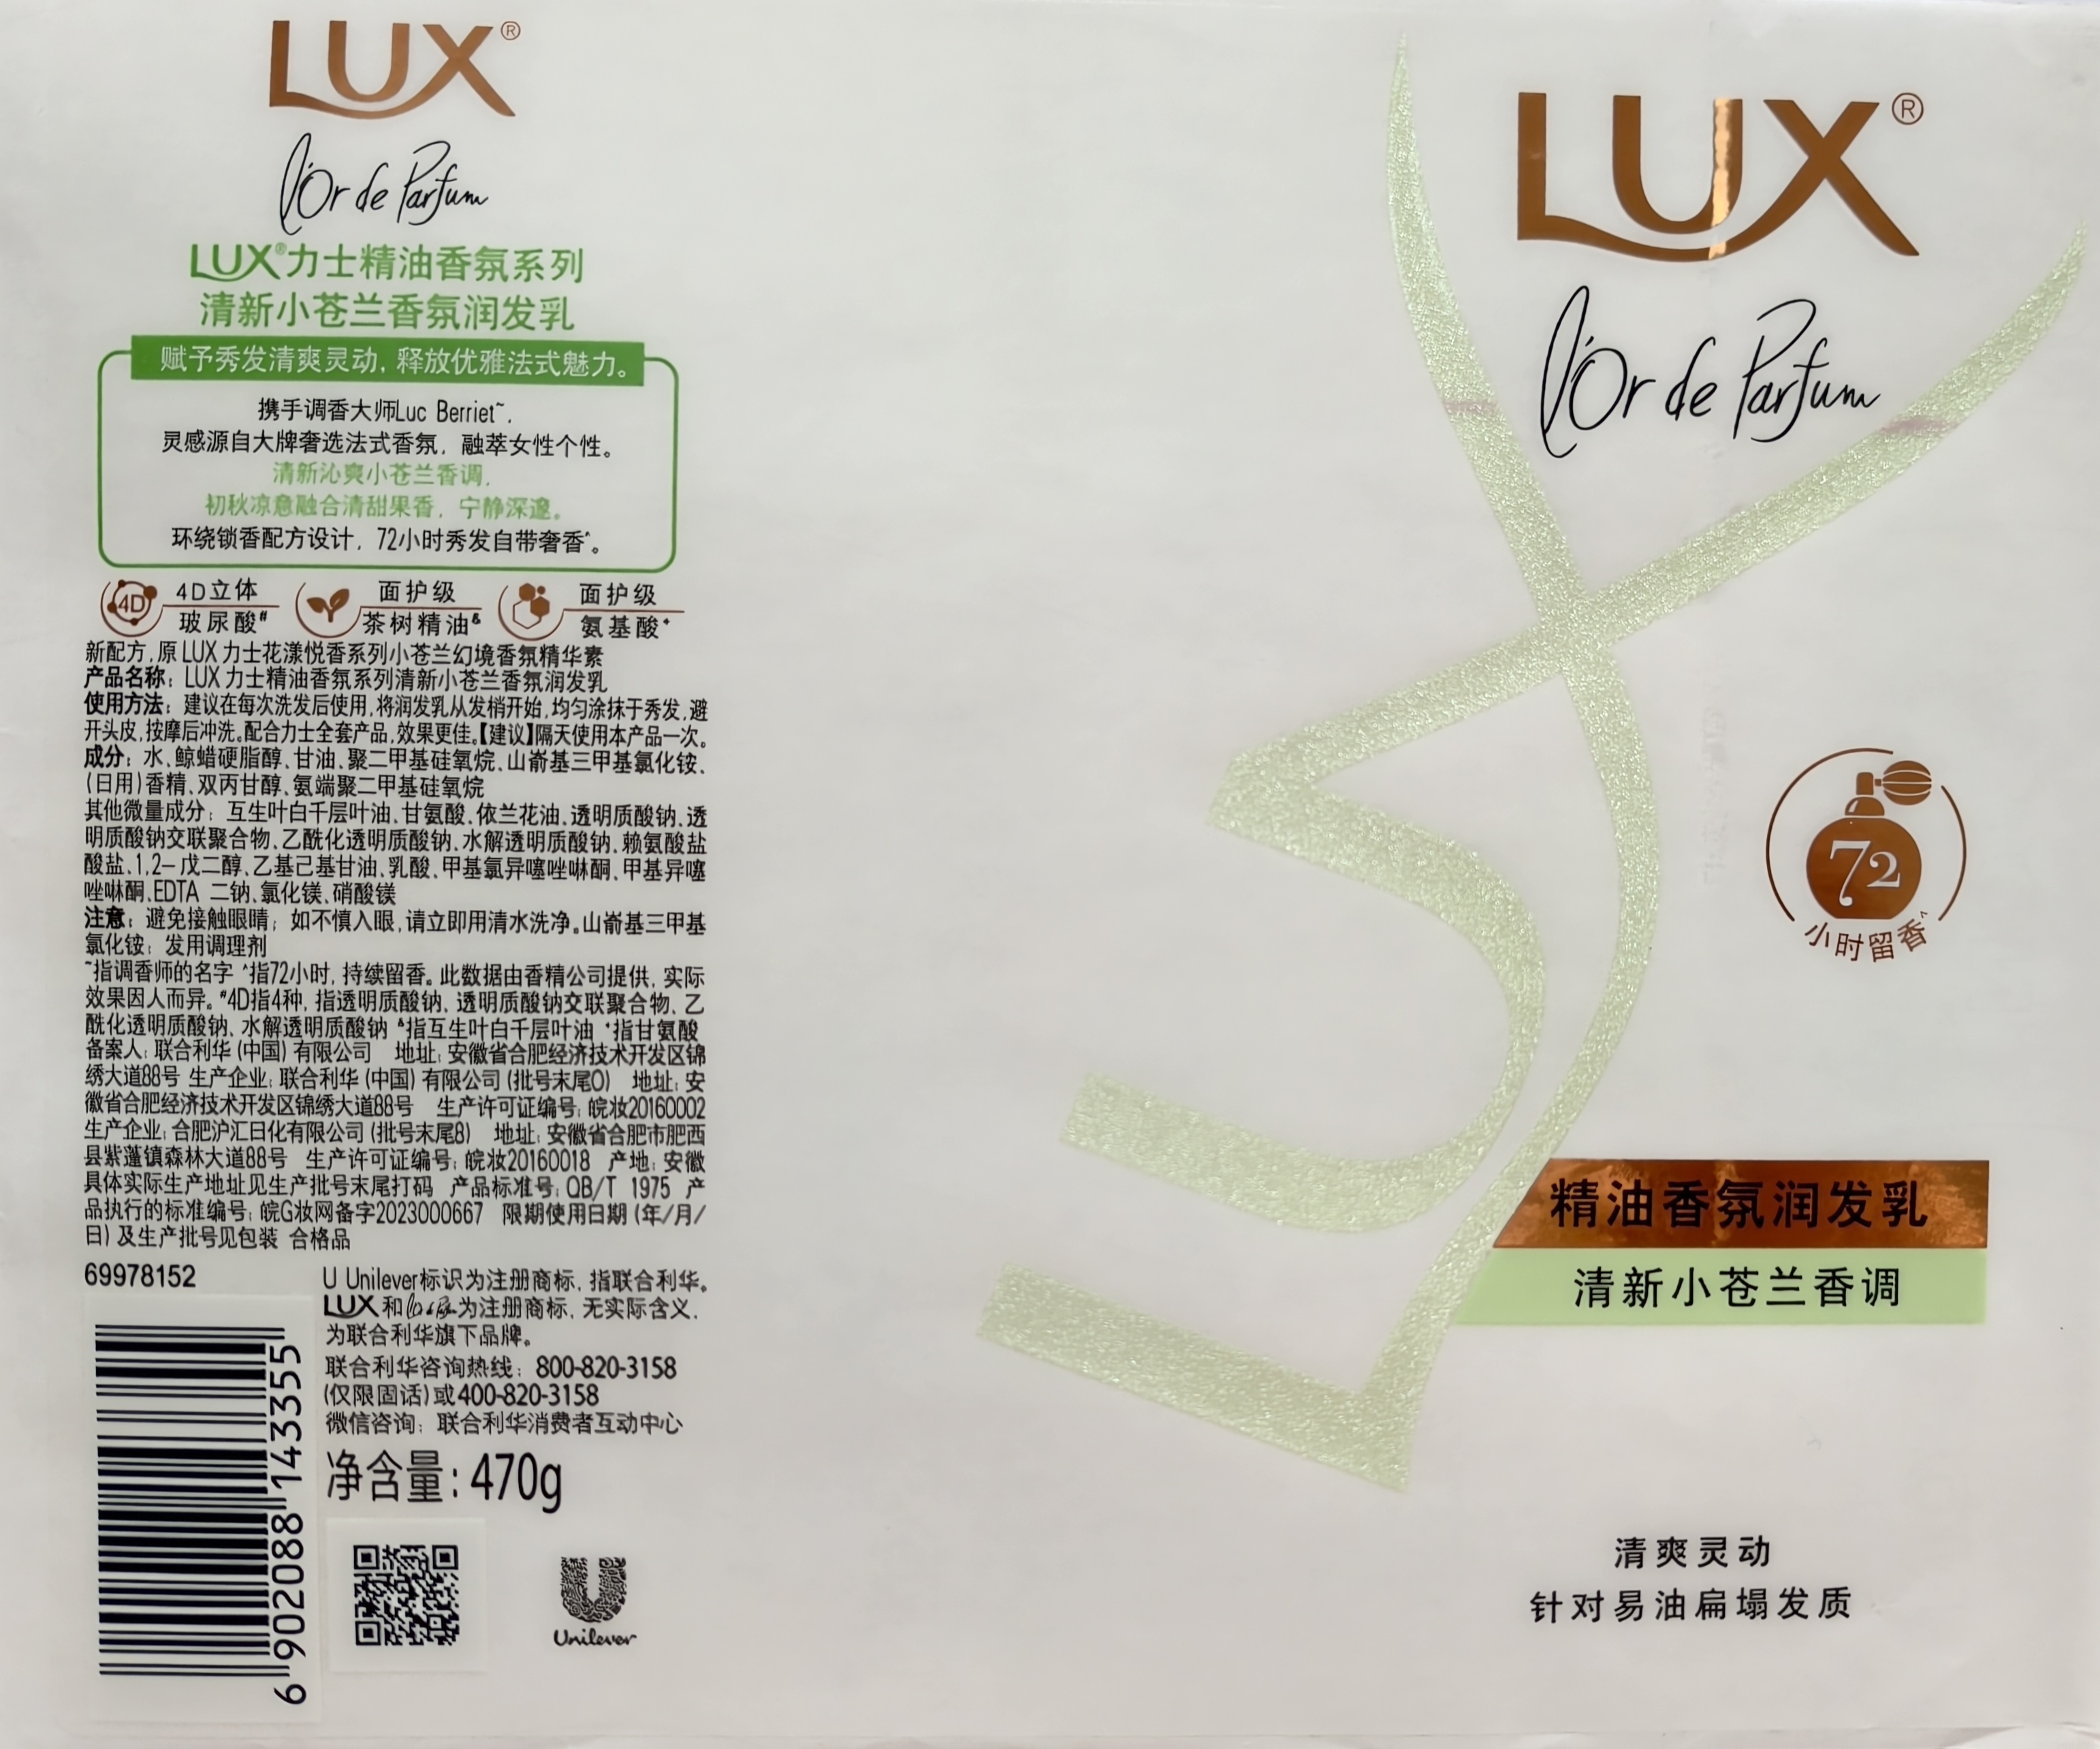 LUX®
L'Or de Parfum
LUX®力士精油香氛系列
清新小苍兰香氛润发乳
赋予秀发清爽灵动, 释放优雅法式魅力。
携手调香大师Luc Berriet~,
灵感源自大牌奢选法式香氛, 融萃女性个性。
清新沁爽小苍兰香调,
初秋凉意融合清甜果香, 宁静深邃。
环绕锁香配方设计, 72小时秀发自带奢香^。
4D
4D立体
玻尿酸#
面护级
茶树精油&
面护级
氨基酸+
新配方,原LUX 力士花漾悦香系列小苍兰幻境香氛精华素
产品名称: LUX 力士精油香氛系列清新小苍兰香氛润发乳
使用方法: 建议在每次洗发后使用,将润发乳从发梢开始,均匀涂抹于秀发,避
开头皮,按摩后冲洗。配合力士全套产品,效果更佳。【建议】隔天使用本产品一次。
成分: 水、鲸蜡硬脂醇、甘油、聚二甲基硅氧烷、山嵛基三甲基氯化铵、
(日用)香精、双丙甘醇、氨端聚二甲基硅氧烷
其他微量成分: 互生叶白千层叶油、甘氨酸、依兰花油、透明质酸钠、透
明质酸钠交联聚合物、乙酰化透明质酸钠、水解透明质酸钠、赖氨酸盐
酸盐、1,2-戊二醇、乙基己基甘油、乳酸、甲基氯异噻唑啉酮、甲基异噻
唑啉酮、EDTA 二钠、氯化镁、硝酸镁
注意: 避免接触眼睛; 如不慎入眼,请立即用清水洗净。山嵛基三甲基
氯化铵: 发用调理剂
~指调香师的名字 ^指72小时, 持续留香。此数据由香精公司提供, 实际
效果因人而异。#4D指4种, 指透明质酸钠、透明质酸钠交联聚合物、乙
酰化透明质酸钠、水解透明质酸钠 &指互生叶白千层叶油 +指甘氨酸
备案人: 联合利华 (中国) 有限公司 地址: 安徽省合肥经济技术开发区锦
绣大道88号 生产企业: 联合利华 (中国) 有限公司 (批号末尾0) 地址: 安
徽省合肥经济技术开发区锦绣大道88号 生产许可证编号: 皖妆20160002
生产企业: 合肥沪汇日化有限公司 (批号末尾8) 地址: 安徽省合肥市肥西
县紫蓬镇森林大道88号 生产许可证编号: 皖妆20160018 产地: 安徽
具体实际生产地址见生产批号末尾打码 产品标准号: QB/T 1975 产
品执行的标准编号: 皖G妆网备字2023000667 限期使用日期 (年/月/
日) 及生产批号见包装 合格品
69978152
U Unilever标识为注册商标, 指联合利华。
LUX和L'Or de Parfum为注册商标, 无实际含义,
为联合利华旗下品牌。
联合利华咨询热线: 800-820-3158
(仅限固话) 或400-820-3158
微信咨询: 联合利华消费者互动中心
净含量: 470g
6 902088 143355
Unilever
LUX®
L'Or de Parfum
LUX
72
小时留香^
精油香氛润发乳
清新小苍兰香调
清爽灵动
针对易油扁塌发质